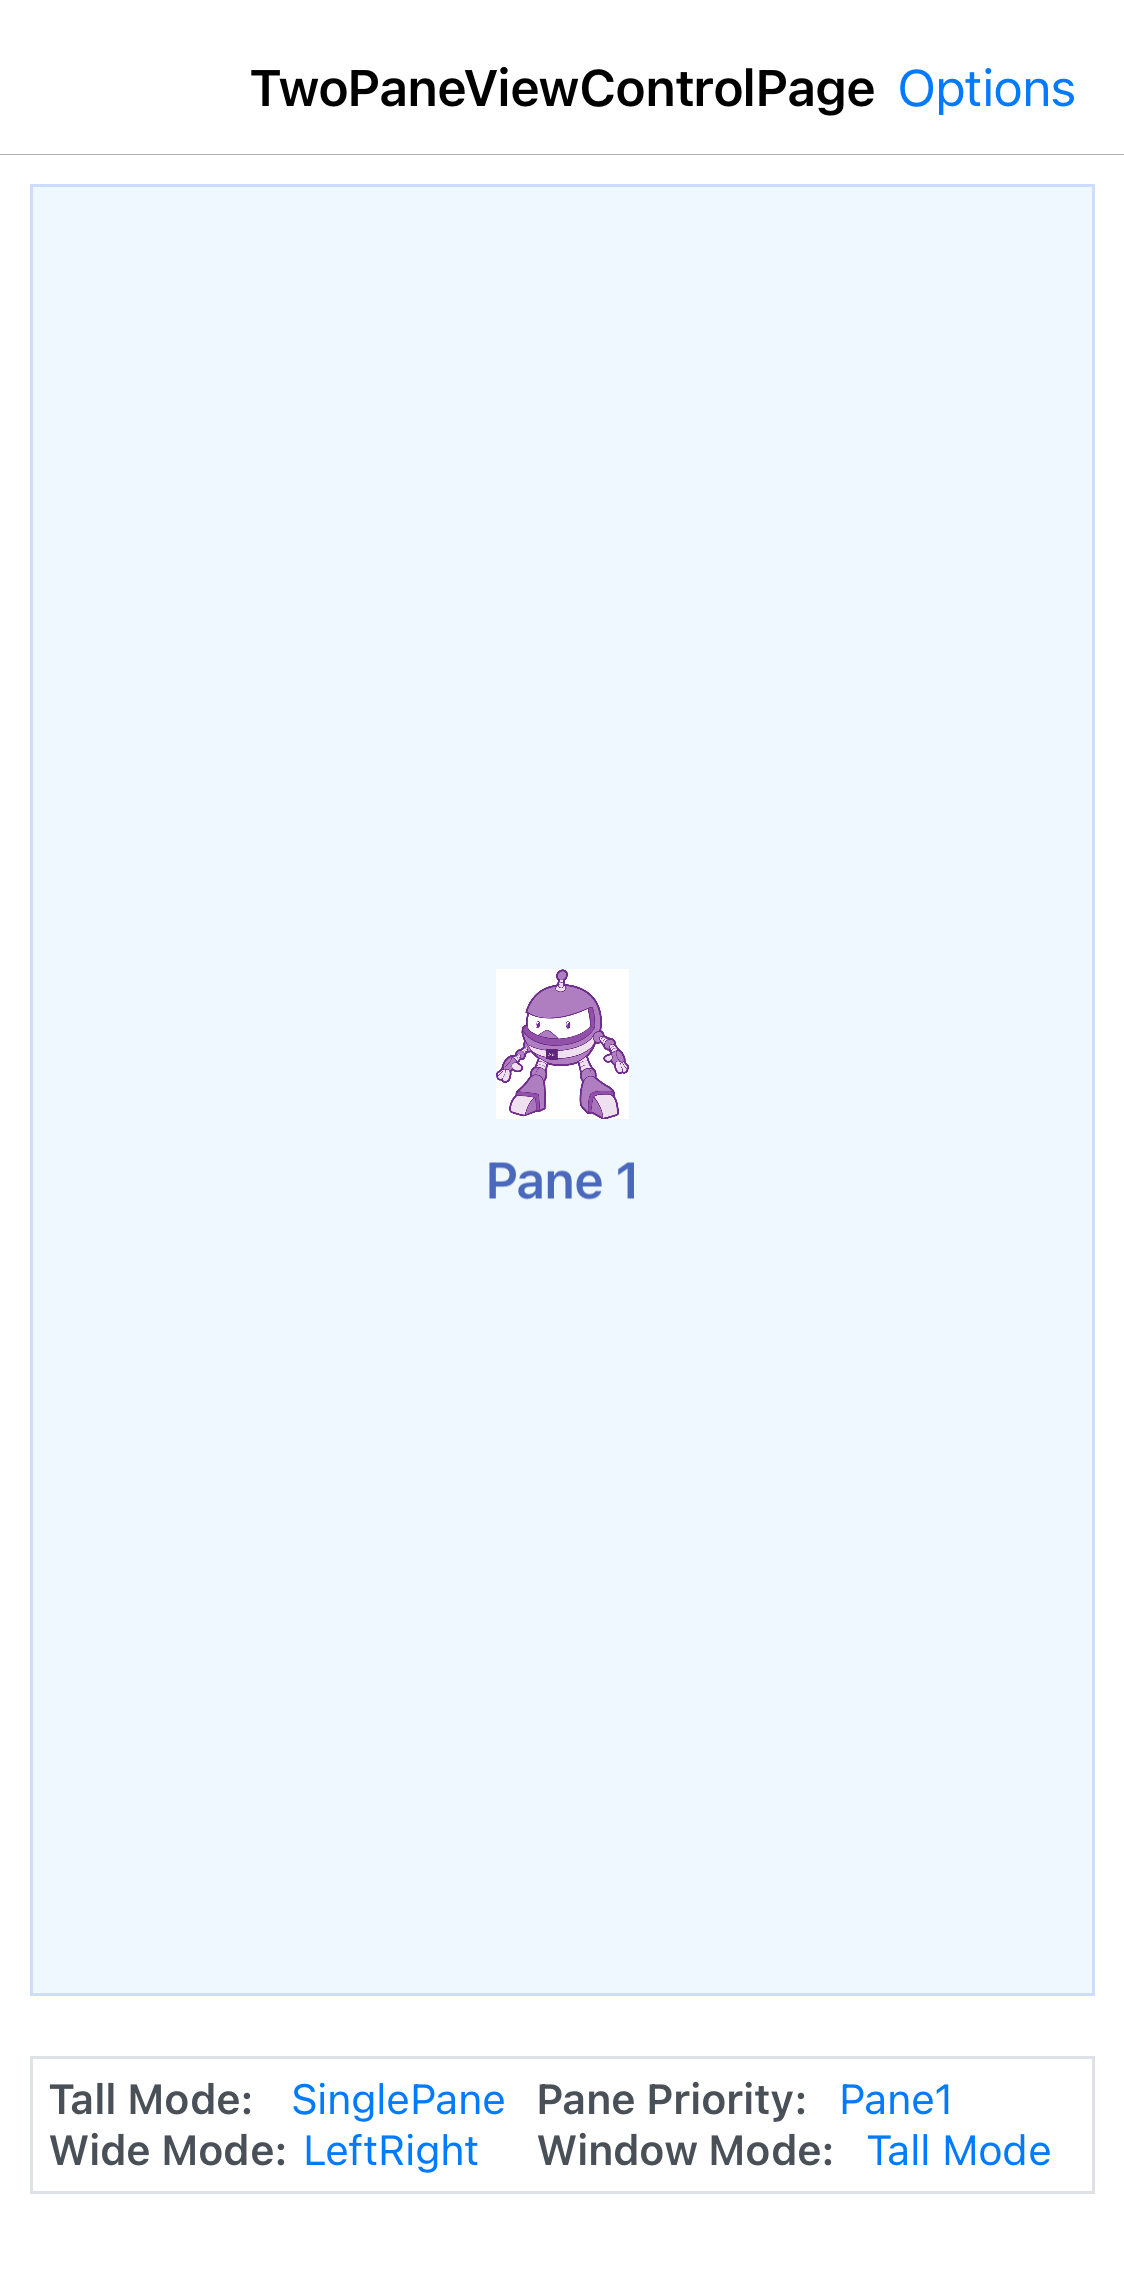 TwoPaneViewControlPage Options
Pane 1
Tall Mode: SinglePane Pane Priority: Pane1
Wide Mode: LeftRight Window Mode: Tall Mode